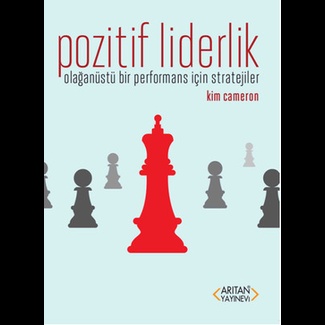 pozitif liderlik
olağanüstü bir performans için stratejiler
kim cameron
ARITAN
YAYINEVİ